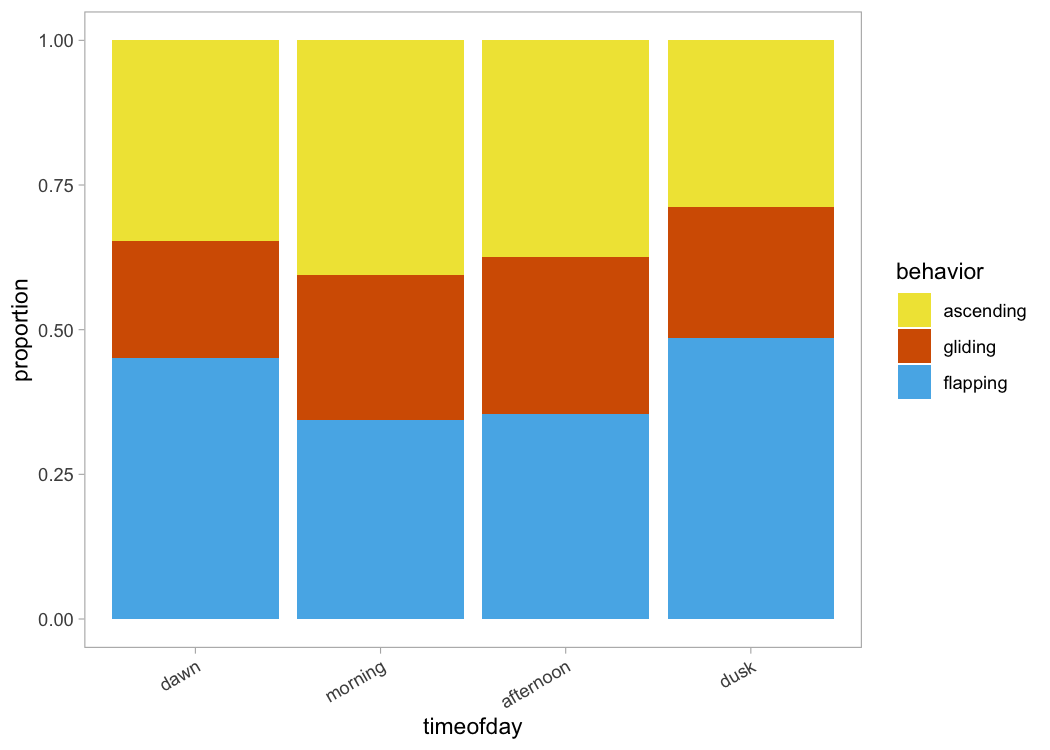 1.00
0.75
0.50
0.25
0.00
proportion
dawn
morning
afternoon
dusk
timeofday
behavior
ascending
gliding
flapping